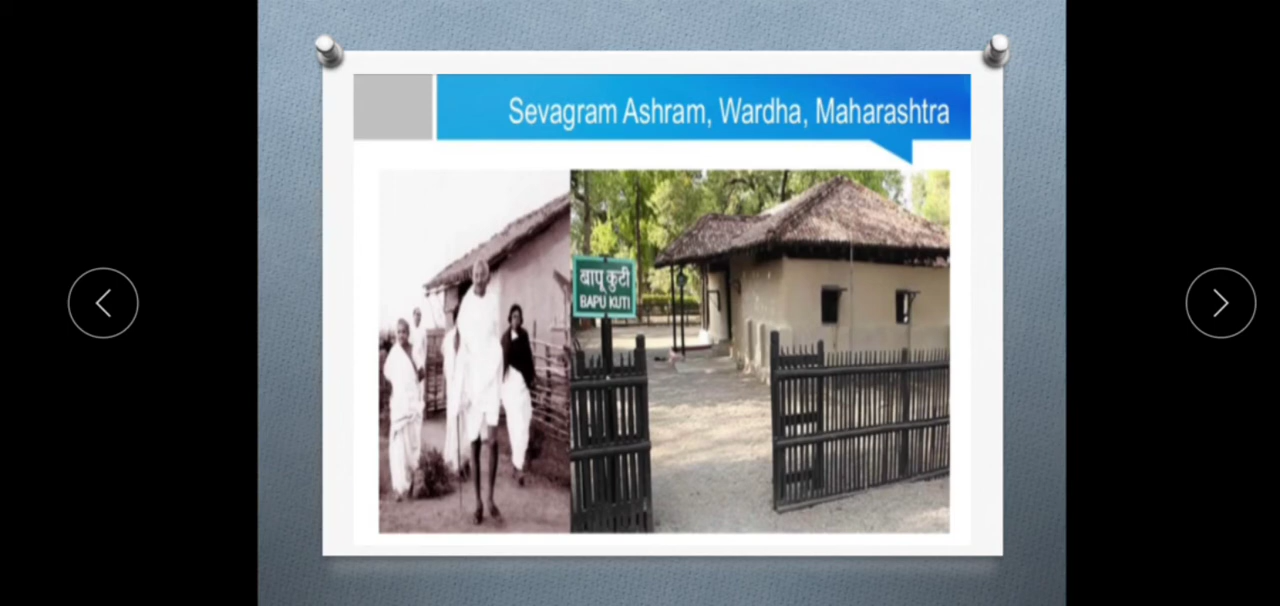 Sevagram Ashram, Wardha, Maharashtra
बापू कुटी
BAPU KUTI